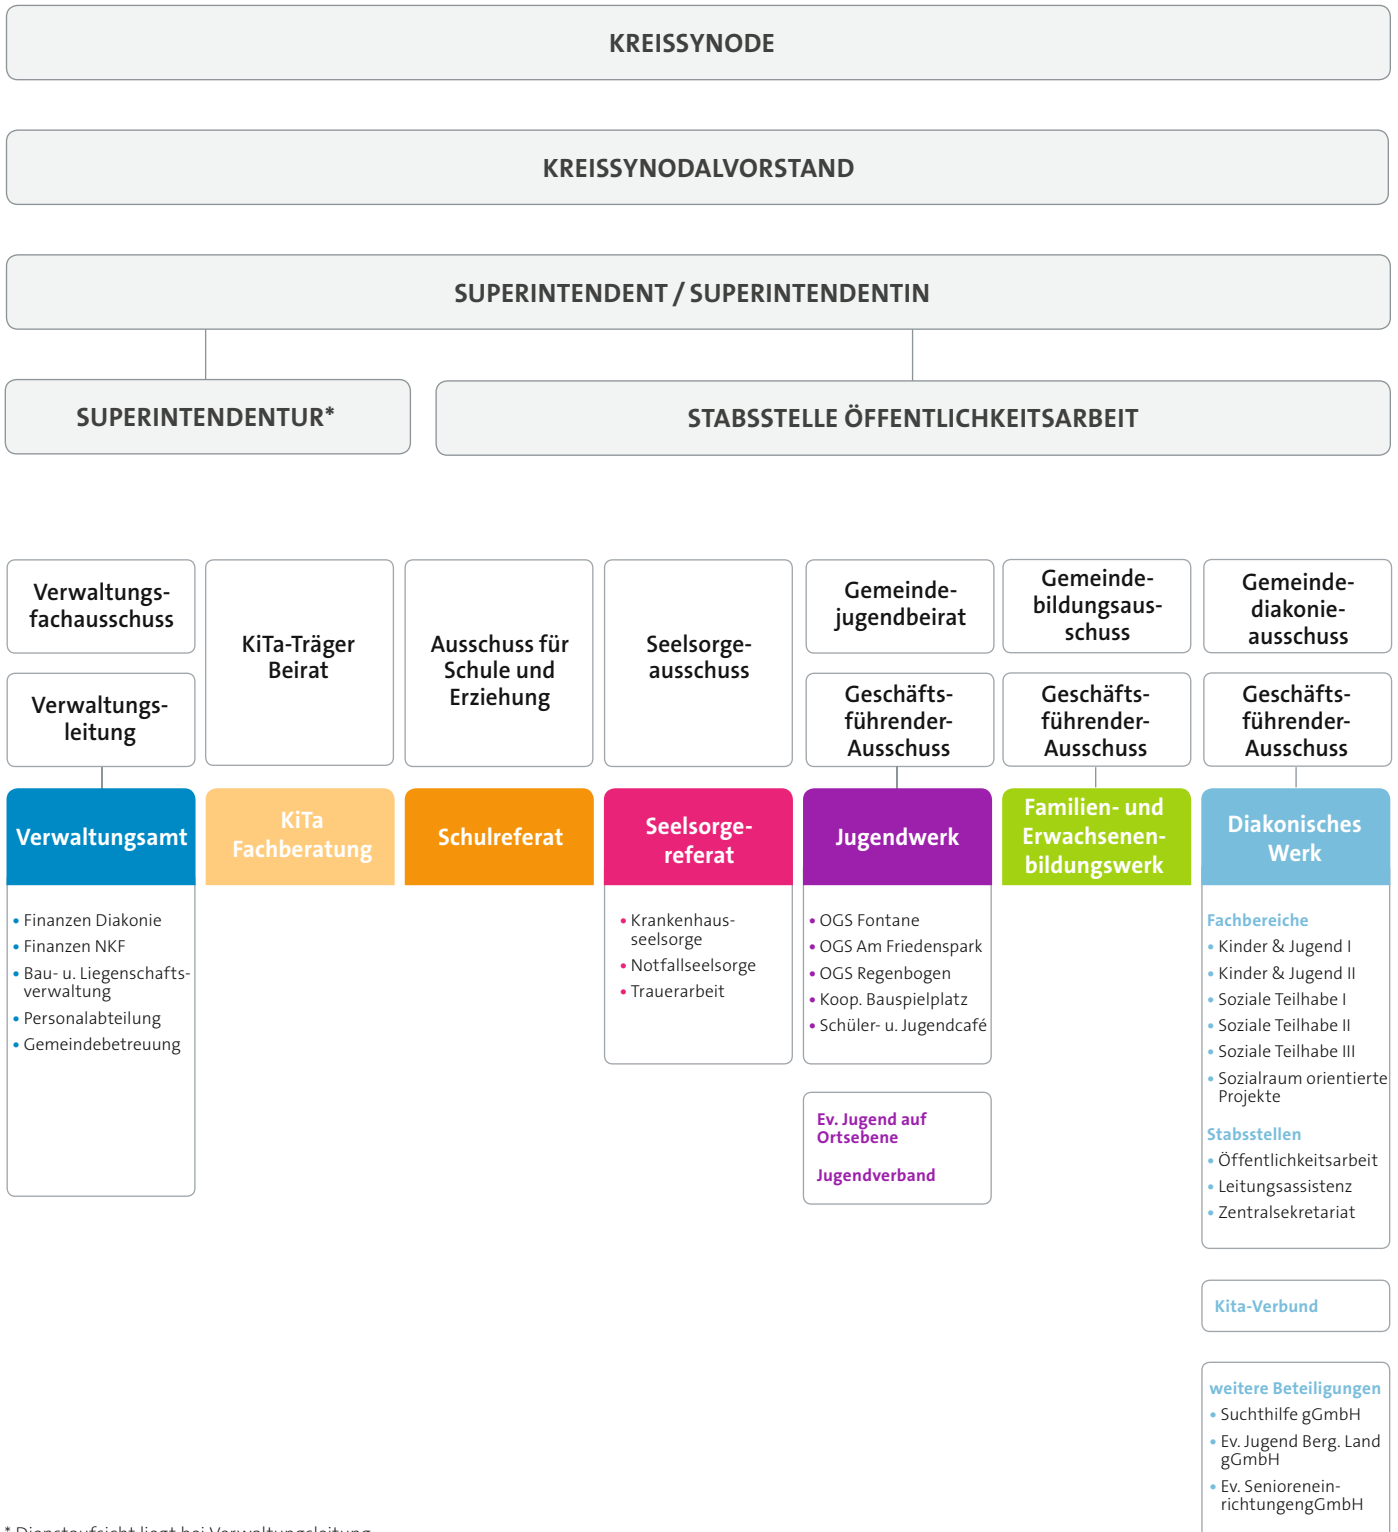 KREISSYNODE
KREISSYNODALVORSTAND
SUPERINTENDENT / SUPERINTENDENTIN
SUPERINTENDENTUR*
STABSSTELLE ÖFFENTLICHKEITSARBEIT
Verwaltungs-
fachausschuss
Verwaltungs-
leitung
KiTa-Träger
Beirat
Ausschuss für
Schule und
Erziehung
Seelsorge-
ausschuss
Gemeinde-
jugendbeirat
Geschäfts-
führender-
Ausschuss
Gemeinde-
bildungsaus-
schuss
Geschäfts-
führender-
Ausschuss
Gemeinde-
diakonie-
ausschuss
Geschäfts-
führender-
Ausschuss
Verwaltungsamt
• Finanzen Diakonie
• Finanzen NKF
• Bau- u. Liegenschafts-
verwaltung
• Personalabteilung
• Gemeindebetreuung
KiTa
Fachberatung
Schulreferat
Seelsorge-
referat
• Krankenhaus-
seelsorge
• Notfallseelsorge
• Trauerarbeit
Jugendwerk
• OGS Fontane
• OGS Am Friedenspark
• OGS Regenbogen
• Koop. Bauspielplatz
• Schüler- u. Jugendcafé
Ev. Jugend auf
Ortsebene
Jugendverband
Familien- und
Erwachsenen-
bildungswerk
Diakonisches
Werk
Fachbereiche
• Kinder & Jugend I
• Kinder & Jugend II
• Soziale Teilhabe I
• Soziale Teilhabe II
• Soziale Teilhabe III
• Sozialraum orientierte
Projekte
Stabsstellen
• Öffentlichkeitsarbeit
• Leitungsassistenz
• Zentralsekretariat
Kita-Verbund
weitere Beteiligungen
• Suchthilfe gGmbH
• Ev. Jugend Berg. Land
gGmbH
• Ev. Senioreneinrichtungen-
richtungengGmbH
* Dienstaufsicht liegt bei Verwaltungsleitung